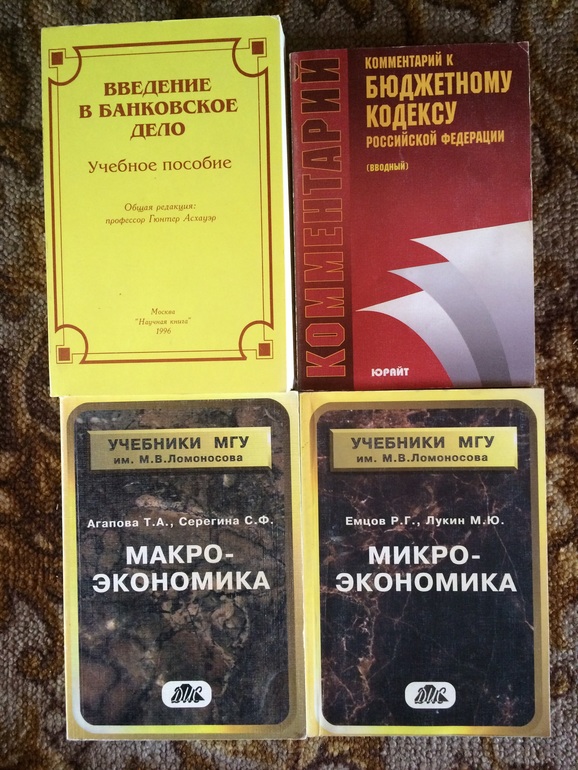 ВВЕДЕНИЕ
В БАНКОВСКОЕ
ДЕЛО
Учебное пособие
Общая редакция:
профессор Гюнтер Асхауэр
Москва
"Научная книга"
1996
КОММЕНТАРИЙ
КОММЕНТАРИЙ К
БЮДЖЕТНОМУ
КОДЕКСУ
РОССИЙСКОЙ ФЕДЕРАЦИИ
(ВВОДНЫЙ)
ЮРАЙТ
УЧЕБНИКИ МГУ
им. М.В.Ломоносова
Агапова Т.А., Серегина С.Ф.
МАКРО-
ЭКОНОМИКА
ДИС
УЧЕБНИКИ МГУ
им. М.В.Ломоносова
Емцов Р.Г., Лукин М.Ю.
МИКРО-
ЭКОНОМИКА
ДИС